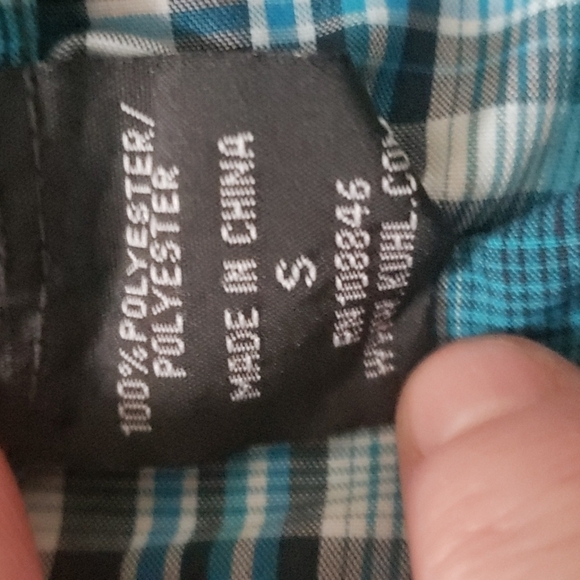 100%POLYESTER/
POLYESTER
MADE IN CHINA
S
RN108846
WWW.KUHL.COM